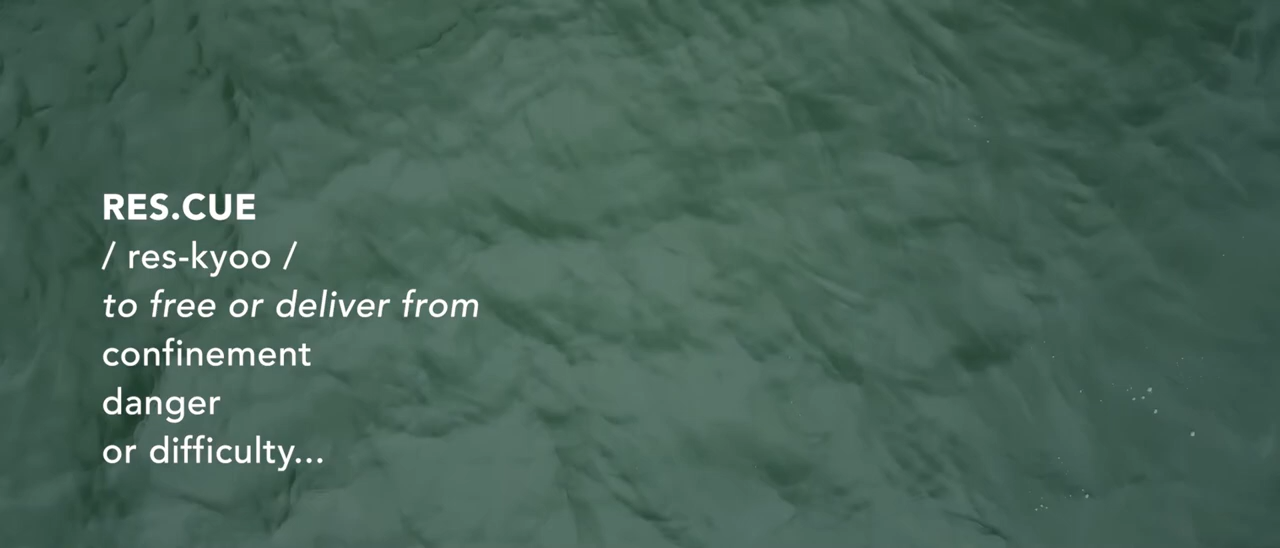 RES.CUE
/ res-kyoo /
to free or deliver from
confinement
danger
or difficulty...